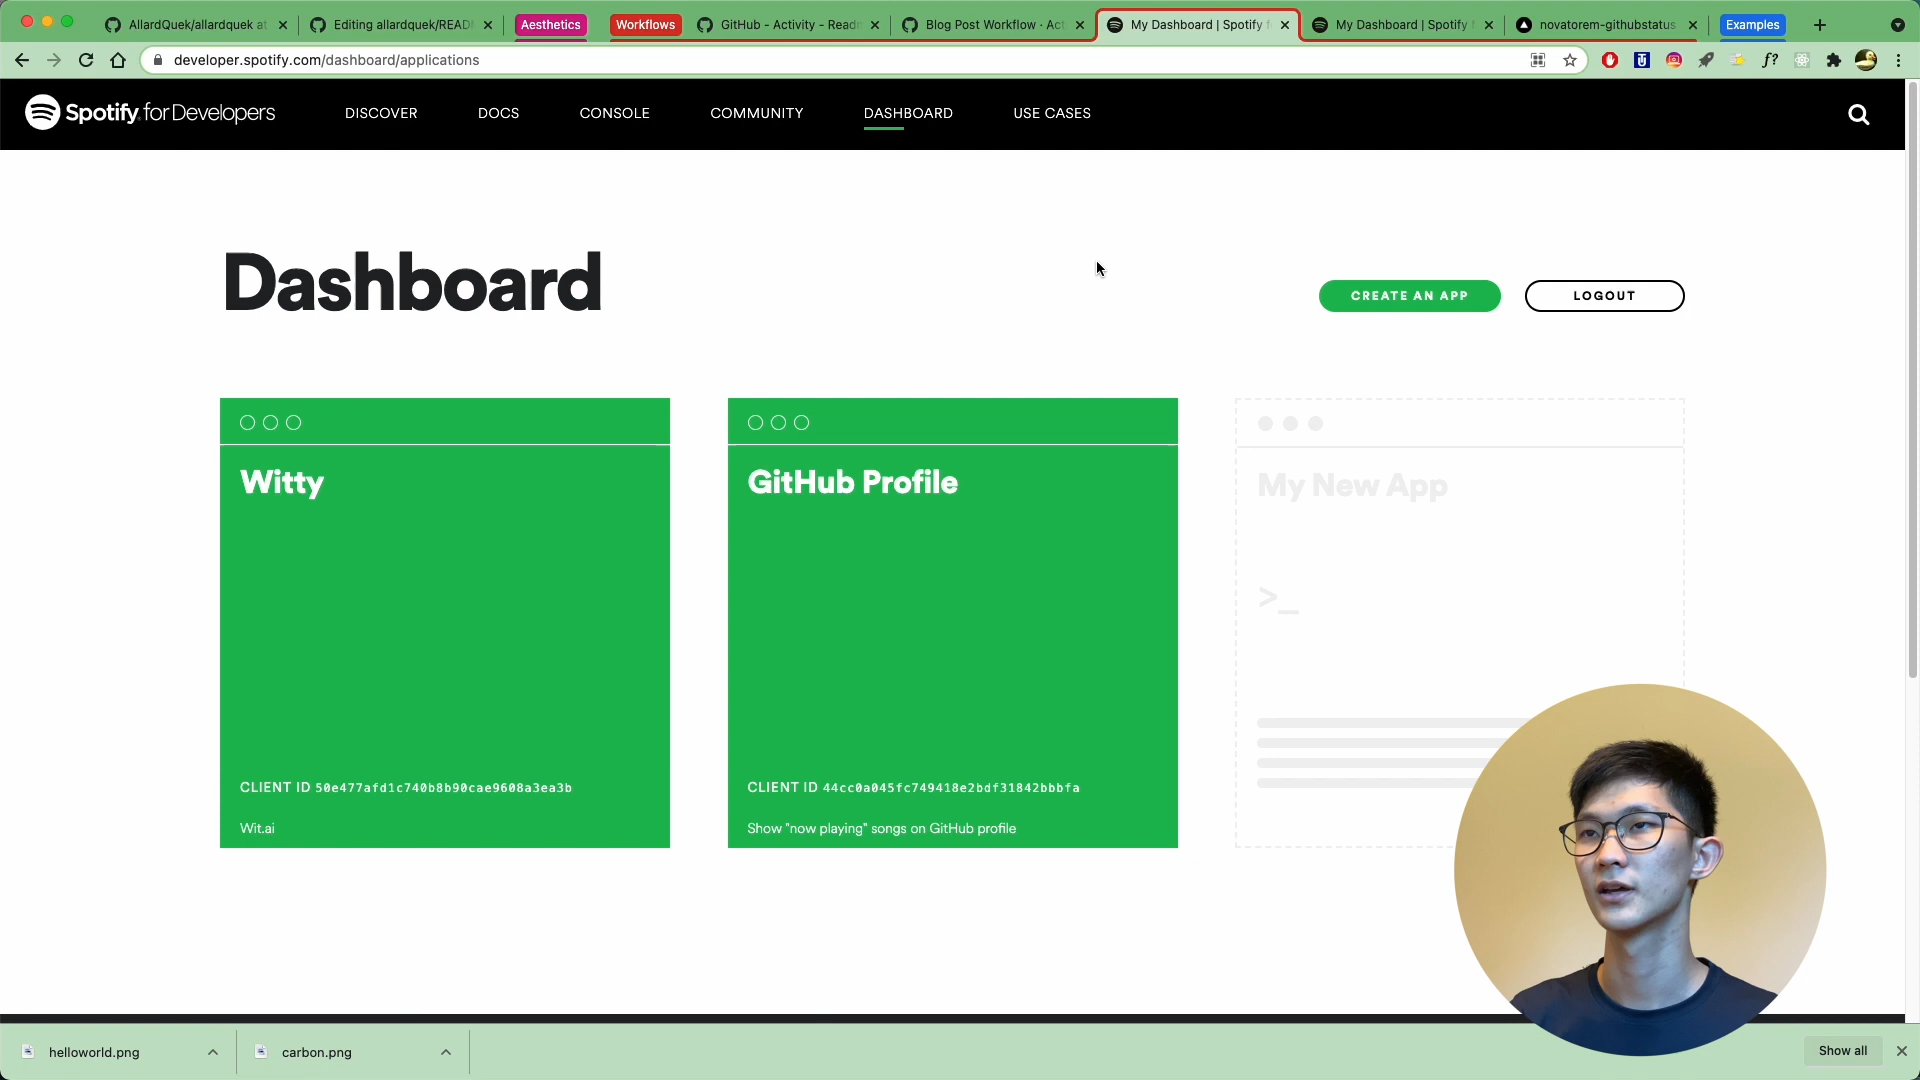 AllardQuek/allardquek at
Editing allardquek/READ
Aesthetics
Workflows
GitHub - Activity - Readm
Blog Post Workflow · Act
My Dashboard | Spotify f
My Dashboard | Spotify
novatorem-githubstatus
Examples
developer.spotify.com/dashboard/applications
f?
Spotify for Developers
DISCOVER
DOCS
CONSOLE
COMMUNITY
DASHBOARD
USE CASES
Dashboard
CREATE AN APP
LOGOUT
Witty
GitHub Profile
My New App
>_
CLIENT ID 50e477afd1c740b8b90cae9608a3ea3b
CLIENT ID 44cc0a045fc749418e2bdf31842bbbfa
Wit.ai
Show "now playing" songs on GitHub profile
helloworld.png
carbon.png
Show all